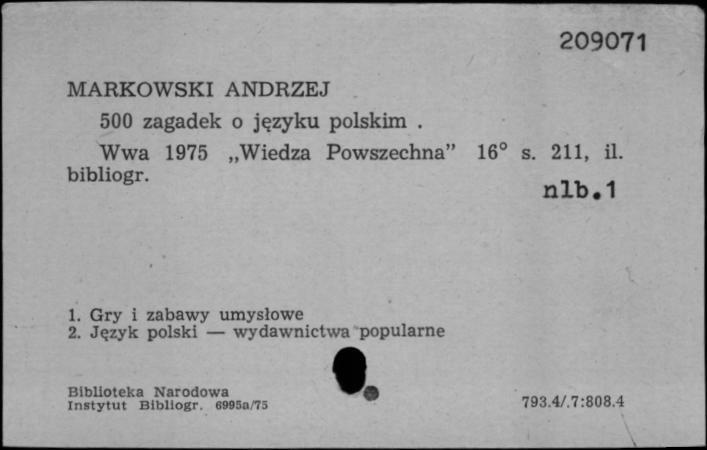 209071
MARKOWSKI ANDRZEJ
500 zagadek o języku polskim .
Wwa 1975 „Wiedza Powszechna” 16° s. 211, il.
bibliogr.
nlb.1
1. Gry i zabawy umysłowe
2. Język polski — wydawnictwa popularne
Biblioteka Narodowa
Instytut Bibliogr. 6995a/75
793.4/.7:808.4